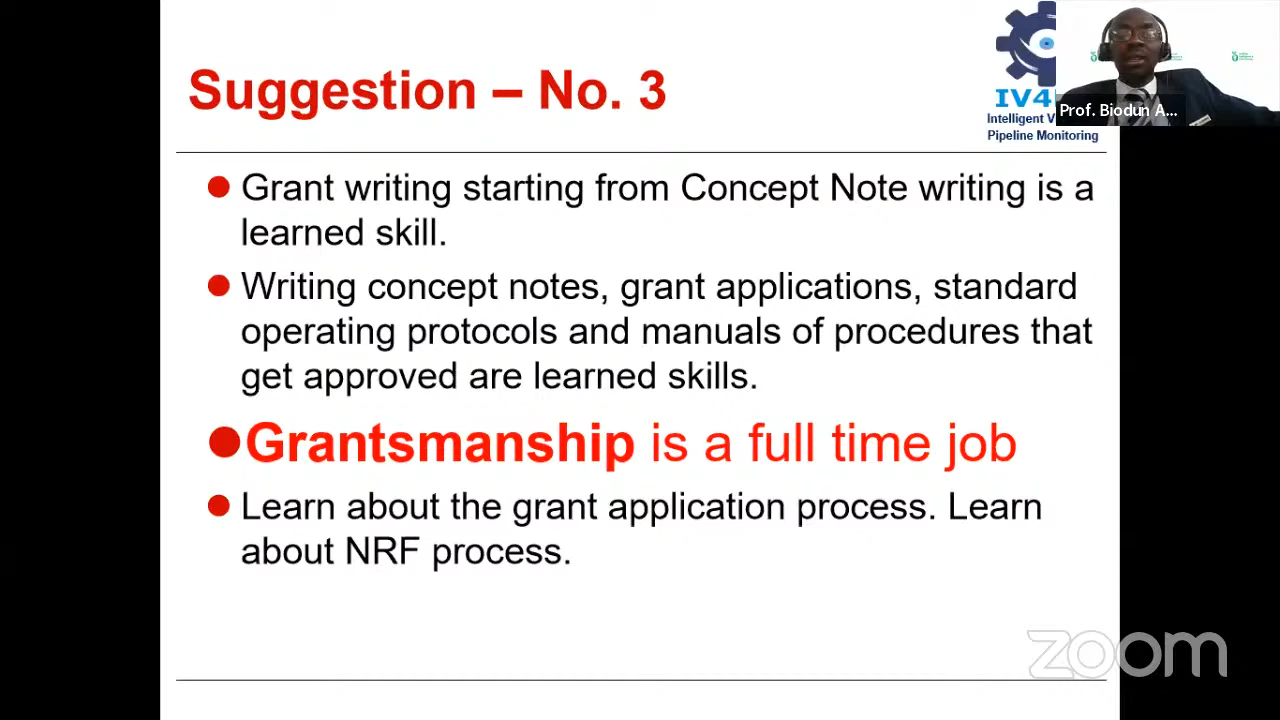 Suggestion – No. 3
IV4
Intelligent V
Pipeline Monitoring
Prof. Biodun A...
Grant writing starting from Concept Note writing is a
learned skill.
Writing concept notes, grant applications, standard
operating protocols and manuals of procedures that
get approved are learned skills.
Grantsmanship is a full time job
Learn about the grant application process. Learn
about NRF process.
zoom